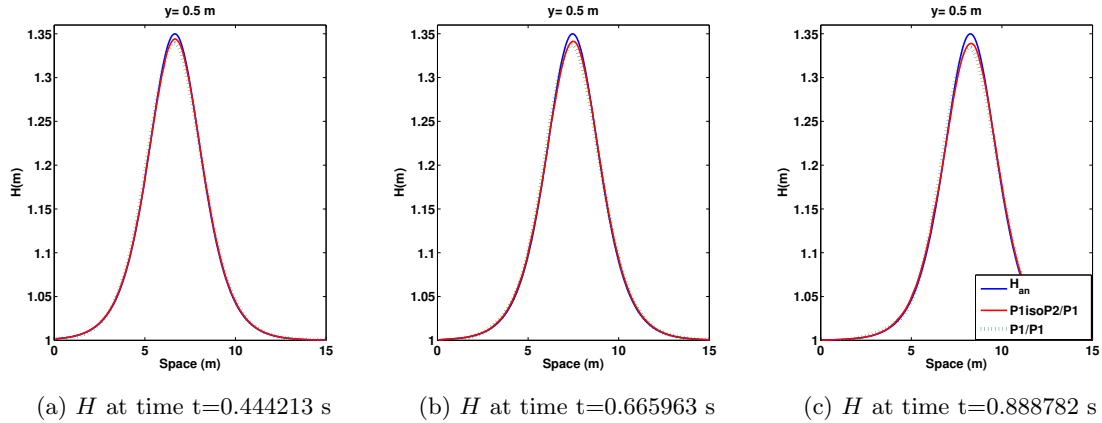 y= 0.5 m
H(m)
1.35
1.3
1.25
1.2
1.15
1.1
1.05
1
0 5 10 15
Space (m)
(a) H at time t=0.444213 s
y= 0.5 m
H(m)
1.35
1.3
1.25
1.2
1.15
1.1
1.05
1
0 5 10 15
Space (m)
(b) H at time t=0.665963 s
y= 0.5 m
H(m)
1.35
1.3
1.25
1.2
1.15
1.1
1.05
1
0 5 10 15
Space (m)
H_an
P1isoP2/P1
P1/P1
(c) H at time t=0.888782 s